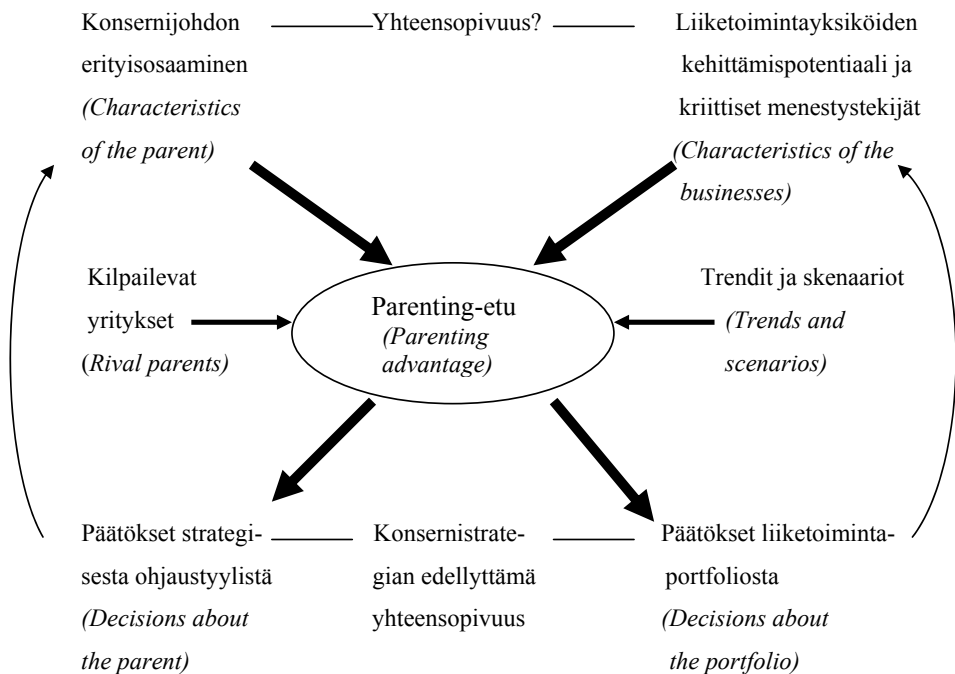 Konsernijohdon
erityisosaaminen
(Characteristics
of the parent)
Yhteensopivuus?
Liiketoimintayksiköiden
kehittämispotentiaali ja
kriittiset menestystekijät
(Characteristics of the
businesses)
Kilpailevat
yritykset
(Rival parents)
Parenting-etu
(Parenting
advantage)
Trendit ja skenaariot
(Trends and
scenarios)
Päätökset strategi-
sesta ohjaustyylistä
(Decisions about
the parent)
Konsernistrate-
gian edellyttämä
yhteensopivuus
Päätökset liiketoiminta-
portfoliosta
(Decisions about
the portfolio)